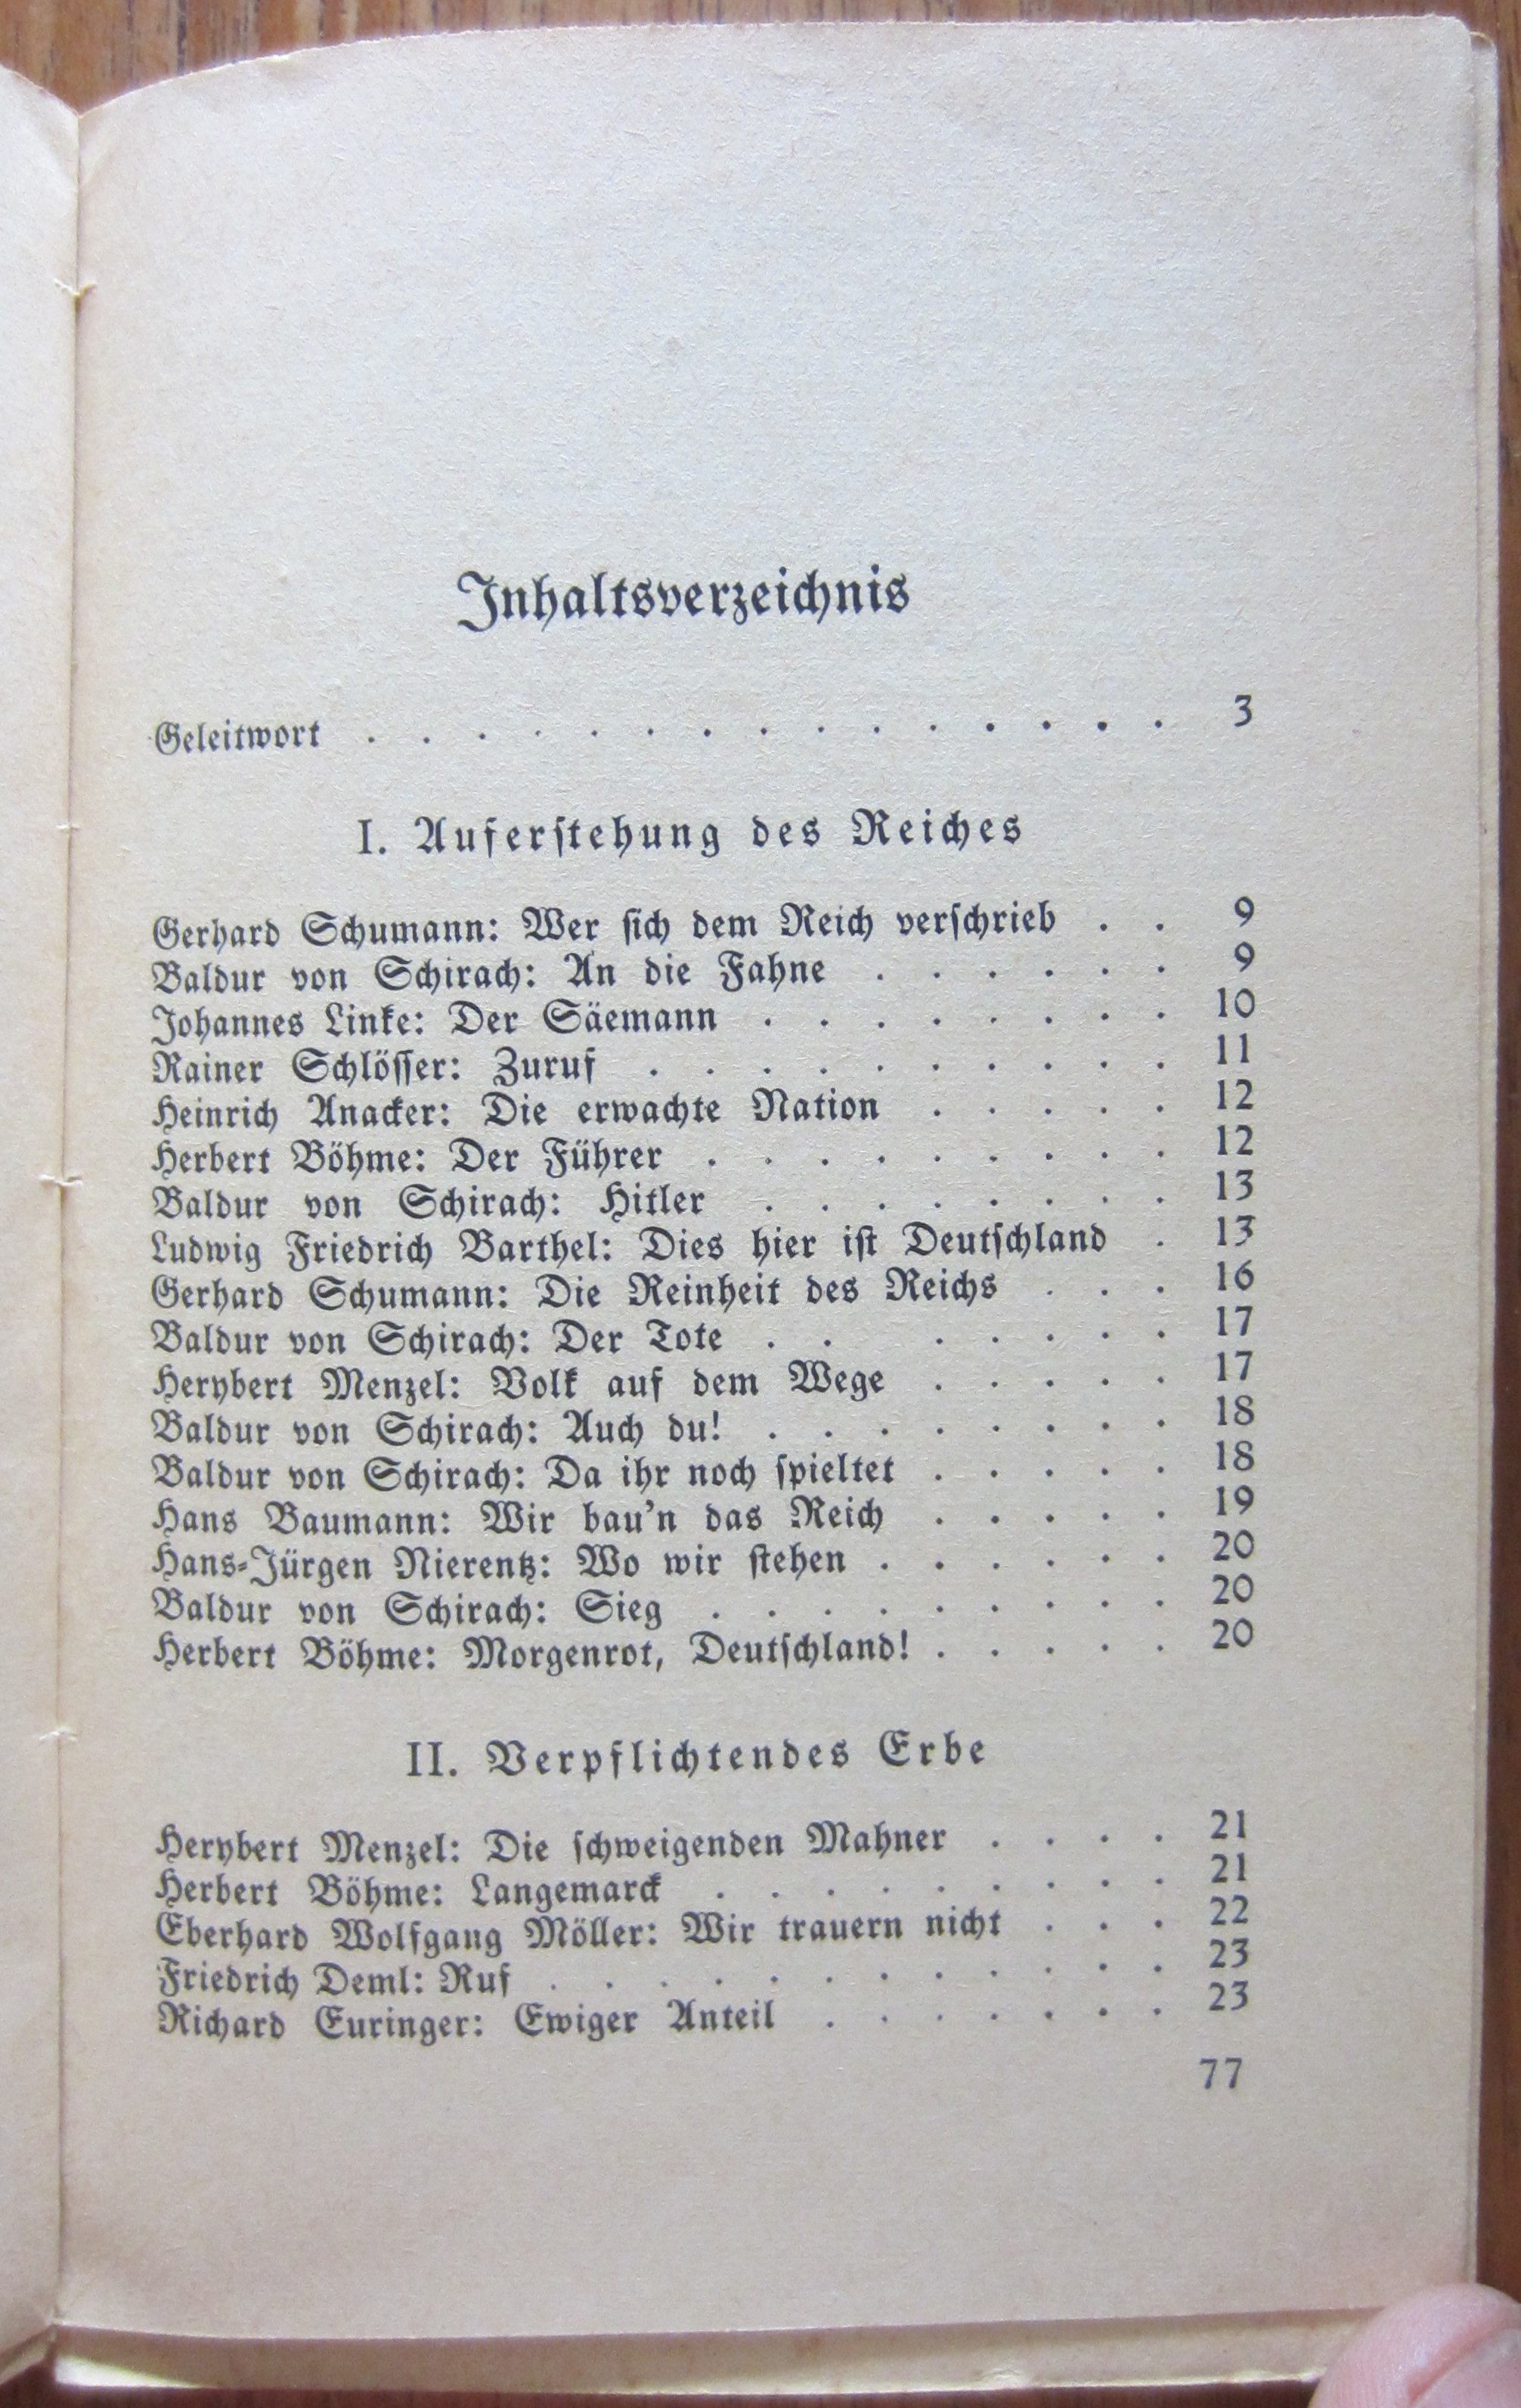 Inhaltsverzeichnis
Geleitwort . . . . . . . . . . . . . . . 3
I. Auferstehung des Reiches
Gerhard Schumann: Wer sich dem Reich verschrieb . . 9
Baldur von Schirach: An die Fahne . . . . . . 9
Johannes Linke: Der Säemann . . . . . . . . 10
Rainer Schlösser: Zuruf . . . . . . . . . . 11
Heinrich Anacker: Die erwachte Nation . . . . . 12
Herbert Böhme: Der Führer . . . . . . . . . 12
Baldur von Schirach: Hitler . . . . . . . . 13
Ludwig Friedrich Barthel: Dies hier ist Deutschland . 13
Gerhard Schumann: Die Reinheit des Reichs . . . 16
Baldur von Schirach: Der Tote . . . . . . . 17
Herybert Menzel: Volk auf dem Wege . . . . . 17
Baldur von Schirach: Auch du! . . . . . . . . 18
Baldur von Schirach: Da ihr noch spieltet . . . . . 18
Hans Baumann: Wir bau'n das Reich . . . . . 19
Hans-Jürgen Nierentz: Wo wir stehen . . . . . . 20
Baldur von Schirach: Sieg . . . . . . . . . 20
Herbert Böhme: Morgenrot, Deutschland! . . . . . 20
II. Verpflichtendes Erbe
Herybert Menzel: Die schweigenden Mahner . . . . 21
Herbert Böhme: Langemarck . . . . . . . . . 21
Eberhard Wolfgang Möller: Wir trauern nicht . . . 22
Friedrich Deml: Ruf . . . . . . . . . . . . 23
Richard Euringer: Ewiger Anteil . . . . . . . 23
77